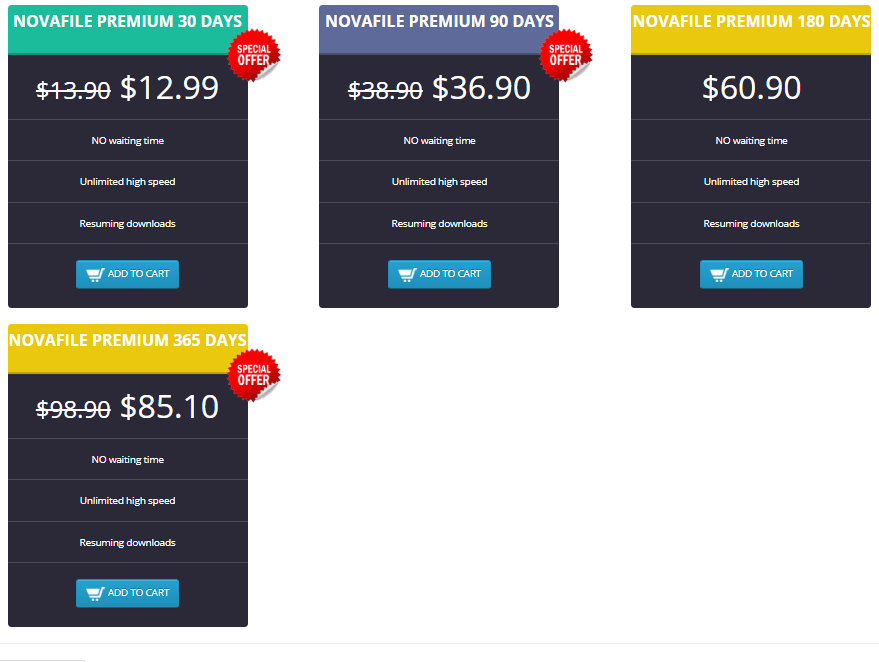 NOVAFILE PREMIUM 30 DAYS
SPECIAL
OFFER
$13.90 $12.99
NO waiting time
Unlimited high speed
Resuming downloads
ADD TO CART
NOVAFILE PREMIUM 90 DAYS
SPECIAL
OFFER
$38.90 $36.90
NO waiting time
Unlimited high speed
Resuming downloads
ADD TO CART
NOVAFILE PREMIUM 180 DAYS
$60.90
NO waiting time
Unlimited high speed
Resuming downloads
ADD TO CART
NOVAFILE PREMIUM 365 DAYS
SPECIAL
OFFER
$98.90 $85.10
NO waiting time
Unlimited high speed
Resuming downloads
ADD TO CART